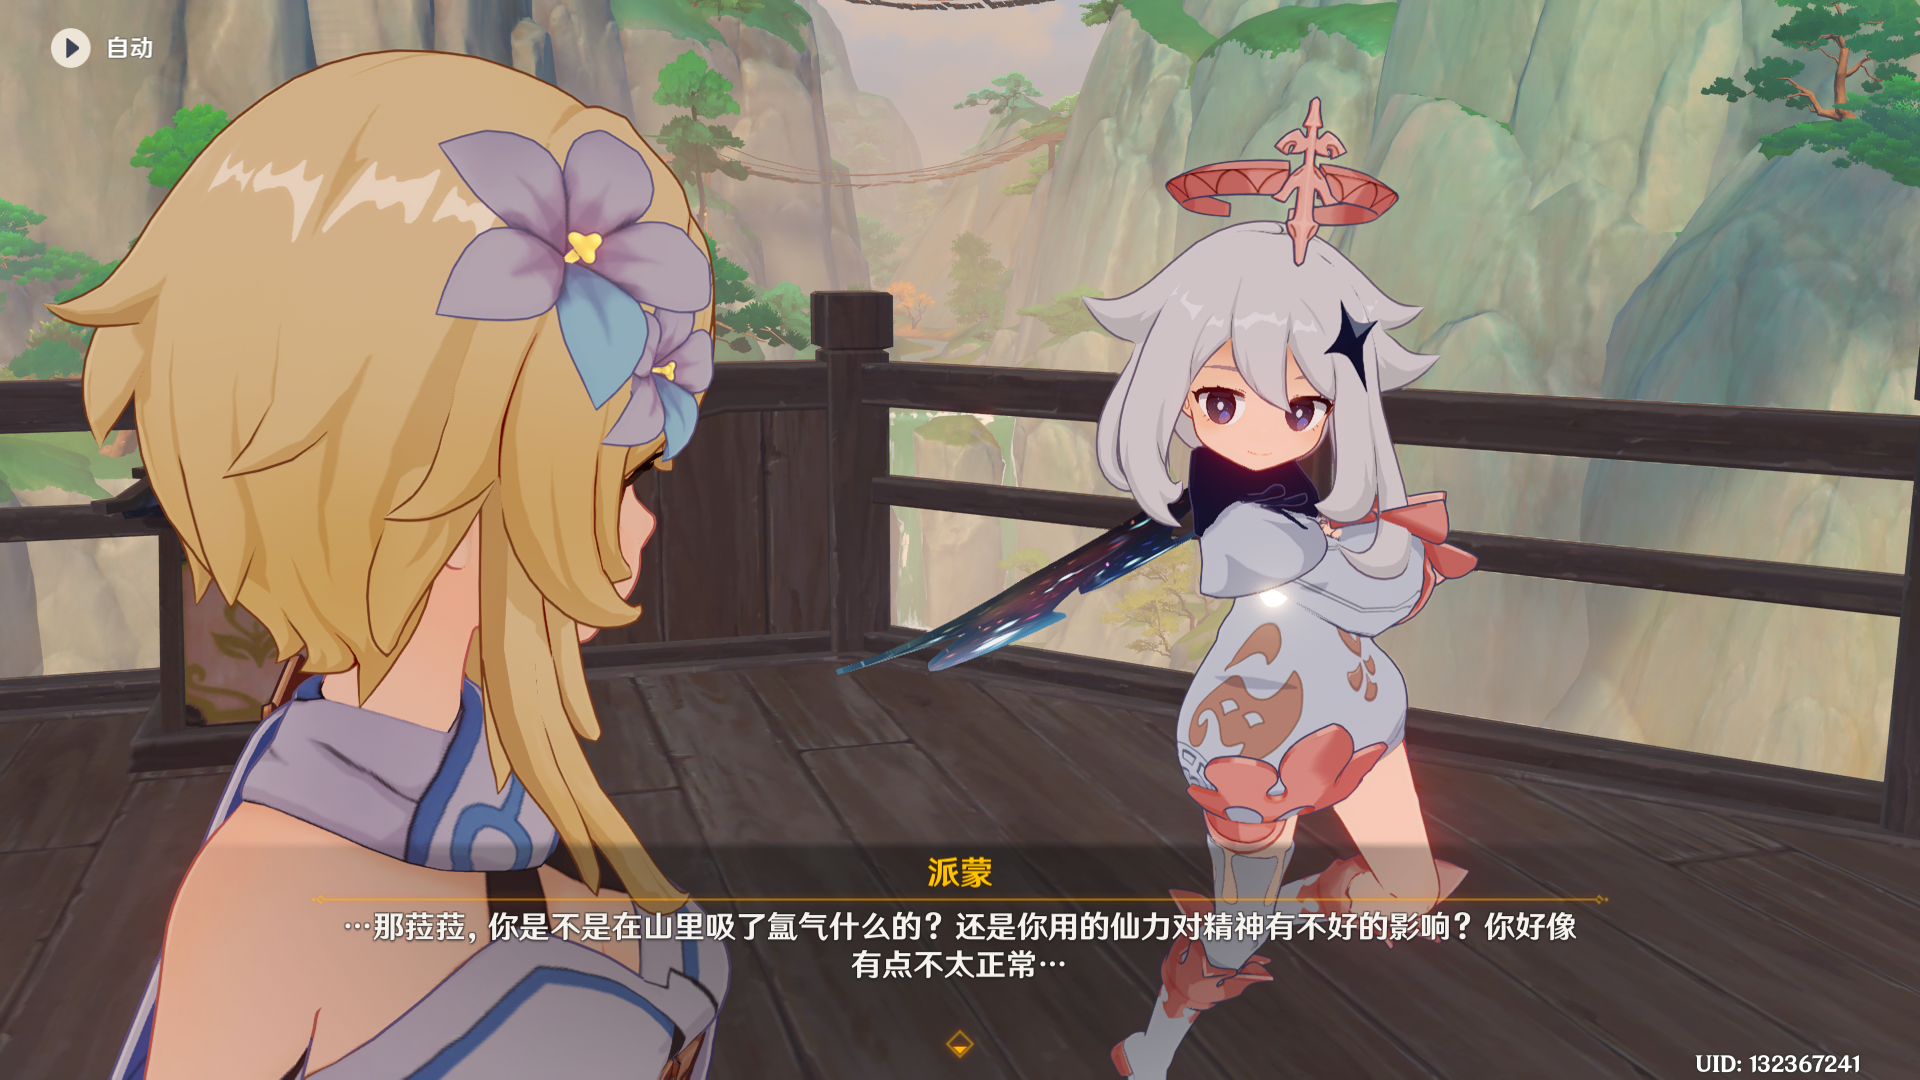 自动
派蒙
…那菈菈，你是不是在山里吸了氲气什么的？还是你用的仙力对精神有不好的影响？你好像
有点不太正常…
UID: 132367241